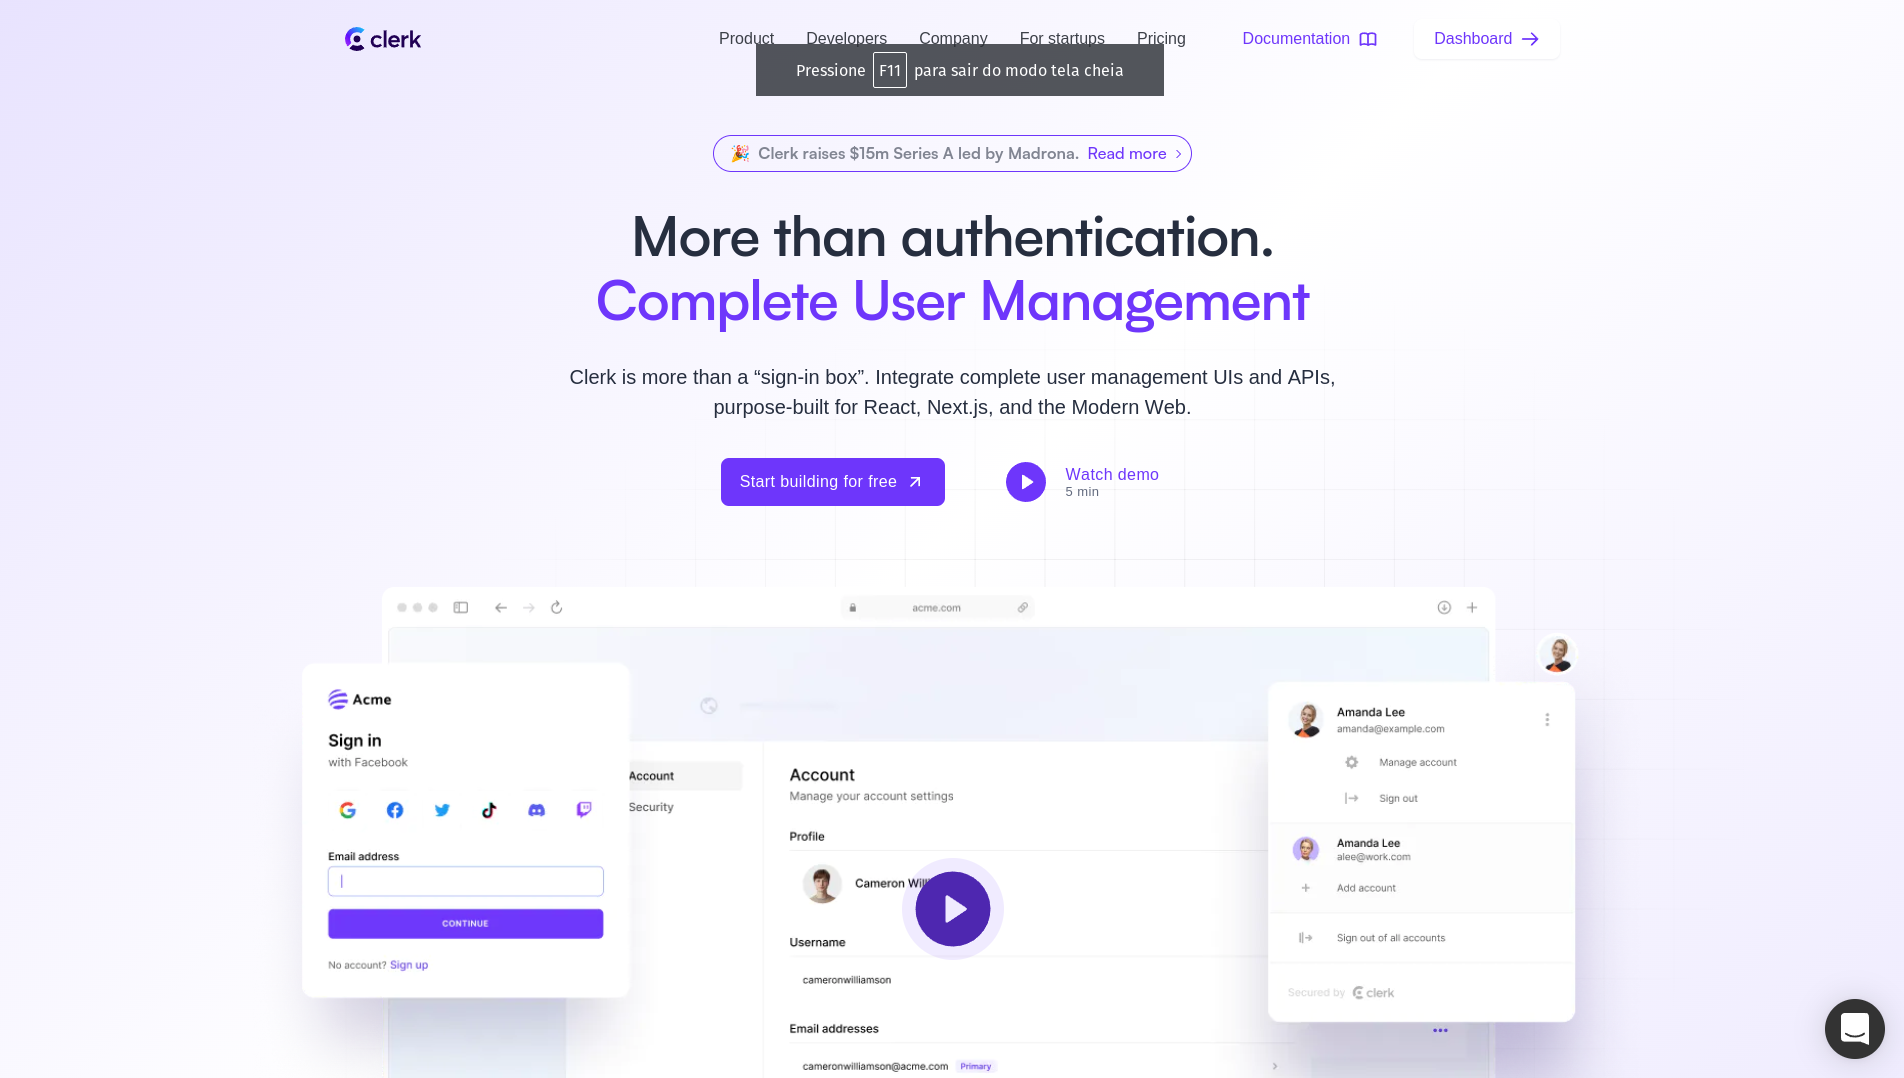 clerk
Product Developers Company For startups Pricing Documentation Dashboard
Pressione F11 para sair do modo tela cheia
🎉 Clerk raises $15m Series A led by Madrona. Read more
More than authentication.
Complete User Management
Clerk is more than a “sign-in box”. Integrate complete user management UIs and APIs,
purpose-built for React, Next.js, and the Modern Web.
Start building for free
Watch demo
5 min
acme.com
Acme
Sign in
with Facebook
Email address
CONTINUE
No account? Sign up
Account
Security
Account
Manage your account settings
Profile
Cameron
Username
cameronwilliamson
Email addresses
cameronwilliamson@acme.com Primary
Amanda Lee
amanda@example.com
Manage account
Sign out
Amanda Lee
alee@work.com
Add account
Sign out of all accounts
Secured by clerk